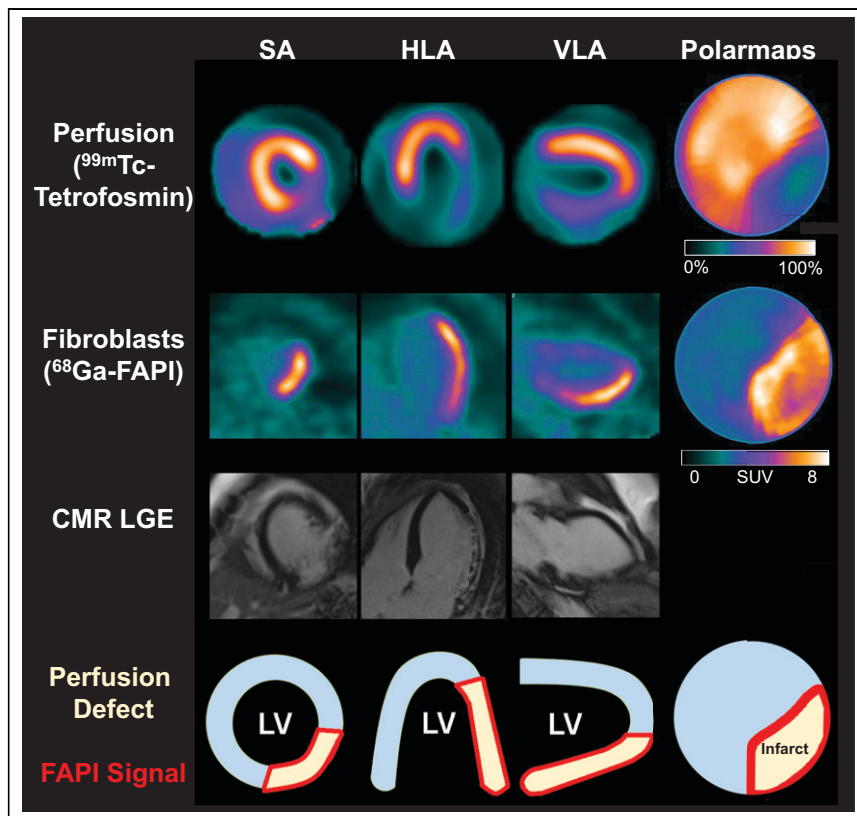 SA HLA VLA Polarmaps
Perfusion
(⁹⁹ᵐTc-
Tetrofosmin)
0% 100%
Fibroblasts
(⁶⁸Ga-FAPI)
0 SUV 8
CMR LGE
Perfusion
Defect
LV LV LV
Infarct
FAPI Signal